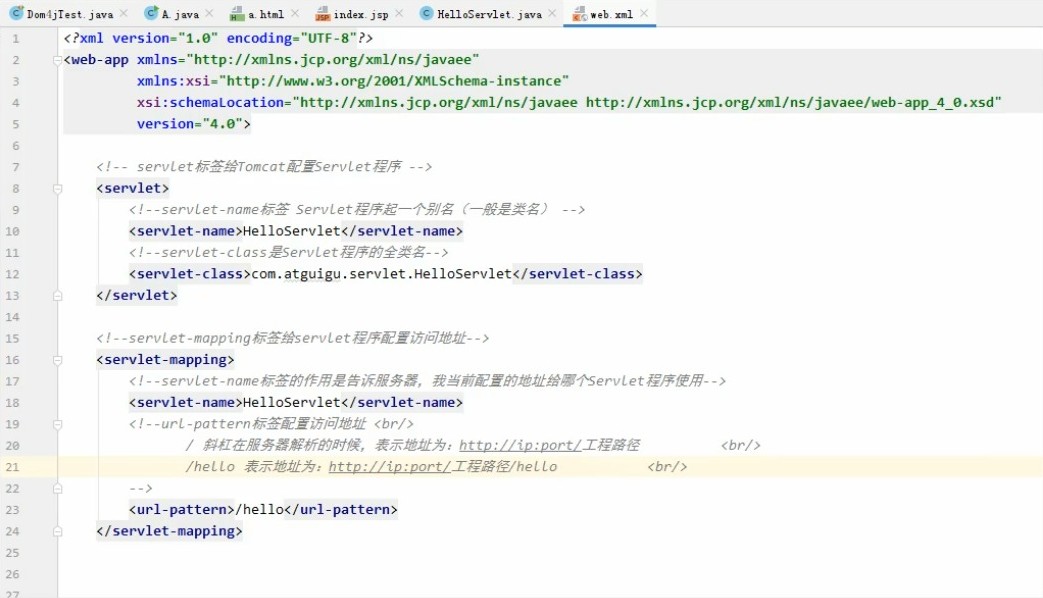 Dom4jTest.java A.java a.html index.jsp HelloServlet.java web.xml
1 <?xml version="1.0" encoding="UTF-8"?>
2 <web-app xmlns="http://xmlns.jcp.org/xml/ns/javaee"
3 xmlns:xsi="http://www.w3.org/2001/XMLSchema-instance"
4 xsi:schemaLocation="http://xmlns.jcp.org/xml/ns/javaee http://xmlns.jcp.org/xml/ns/javaee/web-app_4_0.xsd"
5 version="4.0">
6
7 <!-- servlet标签给Tomcat配置Servlet程序 -->
8 <servlet>
9 <!--servlet-name标签 Servlet程序起一个别名（一般是类名） -->
10 <servlet-name>HelloServlet</servlet-name>
11 <!--servlet-class是Servlet程序的全类名-->
12 <servlet-class>com.atguigu.servlet.HelloServlet</servlet-class>
13 </servlet>
14
15 <!--servlet-mapping标签给servlet程序配置访问地址-->
16 <servlet-mapping>
17 <!--servlet-name标签的作用是告诉服务器，我当前配置的地址给哪个Servlet程序使用-->
18 <servlet-name>HelloServlet</servlet-name>
19 <!--url-pattern标签配置访问地址 <br/>
20 / 斜杠在服务器解析的时候，表示地址为：http://ip:port/工程路径 <br/>
21 /hello 表示地址为：http://ip:port/工程路径/hello <br/>
22 -->
23 <url-pattern>/hello</url-pattern>
24 </servlet-mapping>
25
26
27